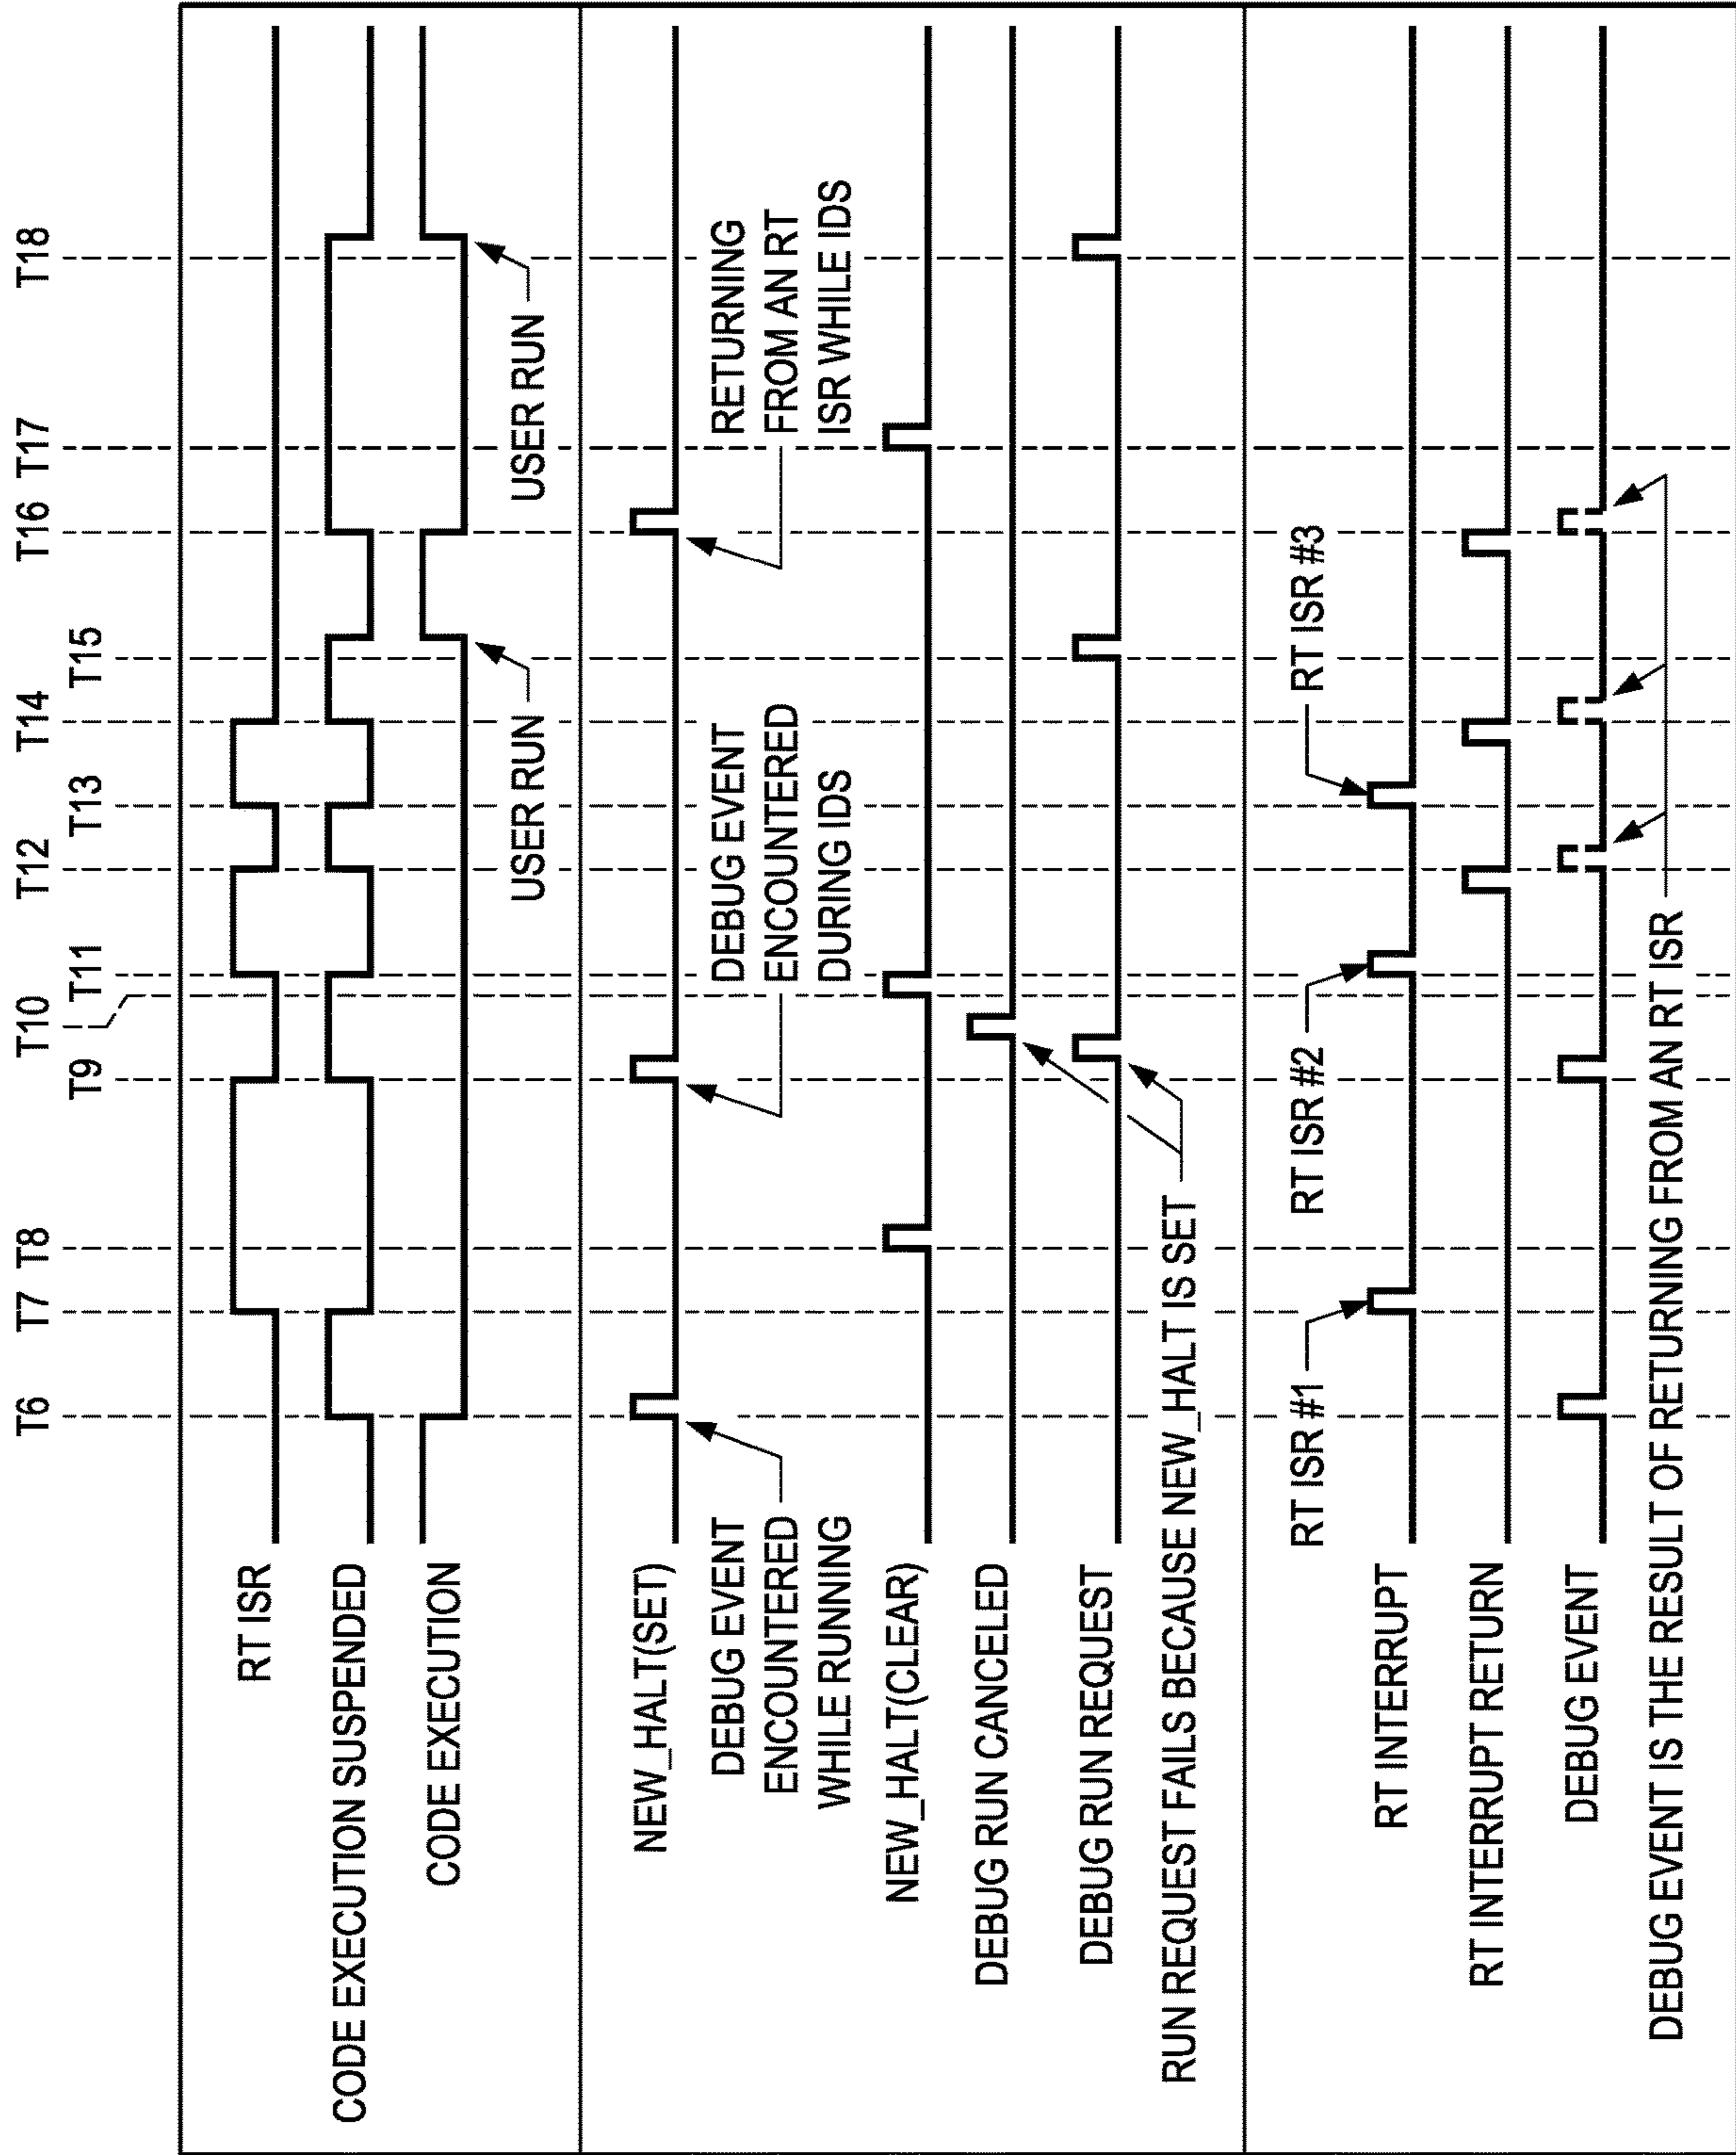 T6
T7
T8
T9
T10
T11
T12
T13
T14
T15
T16
T17
T18
RT ISR
CODE EXECUTION SUSPENDED
CODE EXECUTION
USER RUN
USER RUN
NEW_HALT(SET)
DEBUG EVENT
ENCOUNTERED
WHILE RUNNING
DEBUG EVENT
ENCOUNTERED
DURING IDS
RETURNING
FROM AN RT
ISR WHILE IDS
NEW_HALT(CLEAR)
DEBUG RUN CANCELED
DEBUG RUN REQUEST
RUN REQUEST FAILS BECAUSE NEW_HALT IS SET
RT ISR #1
RT ISR #2
RT ISR #3
RT INTERRUPT
RT INTERRUPT RETURN
DEBUG EVENT
DEBUG EVENT IS THE RESULT OF RETURNING FROM AN RT ISR